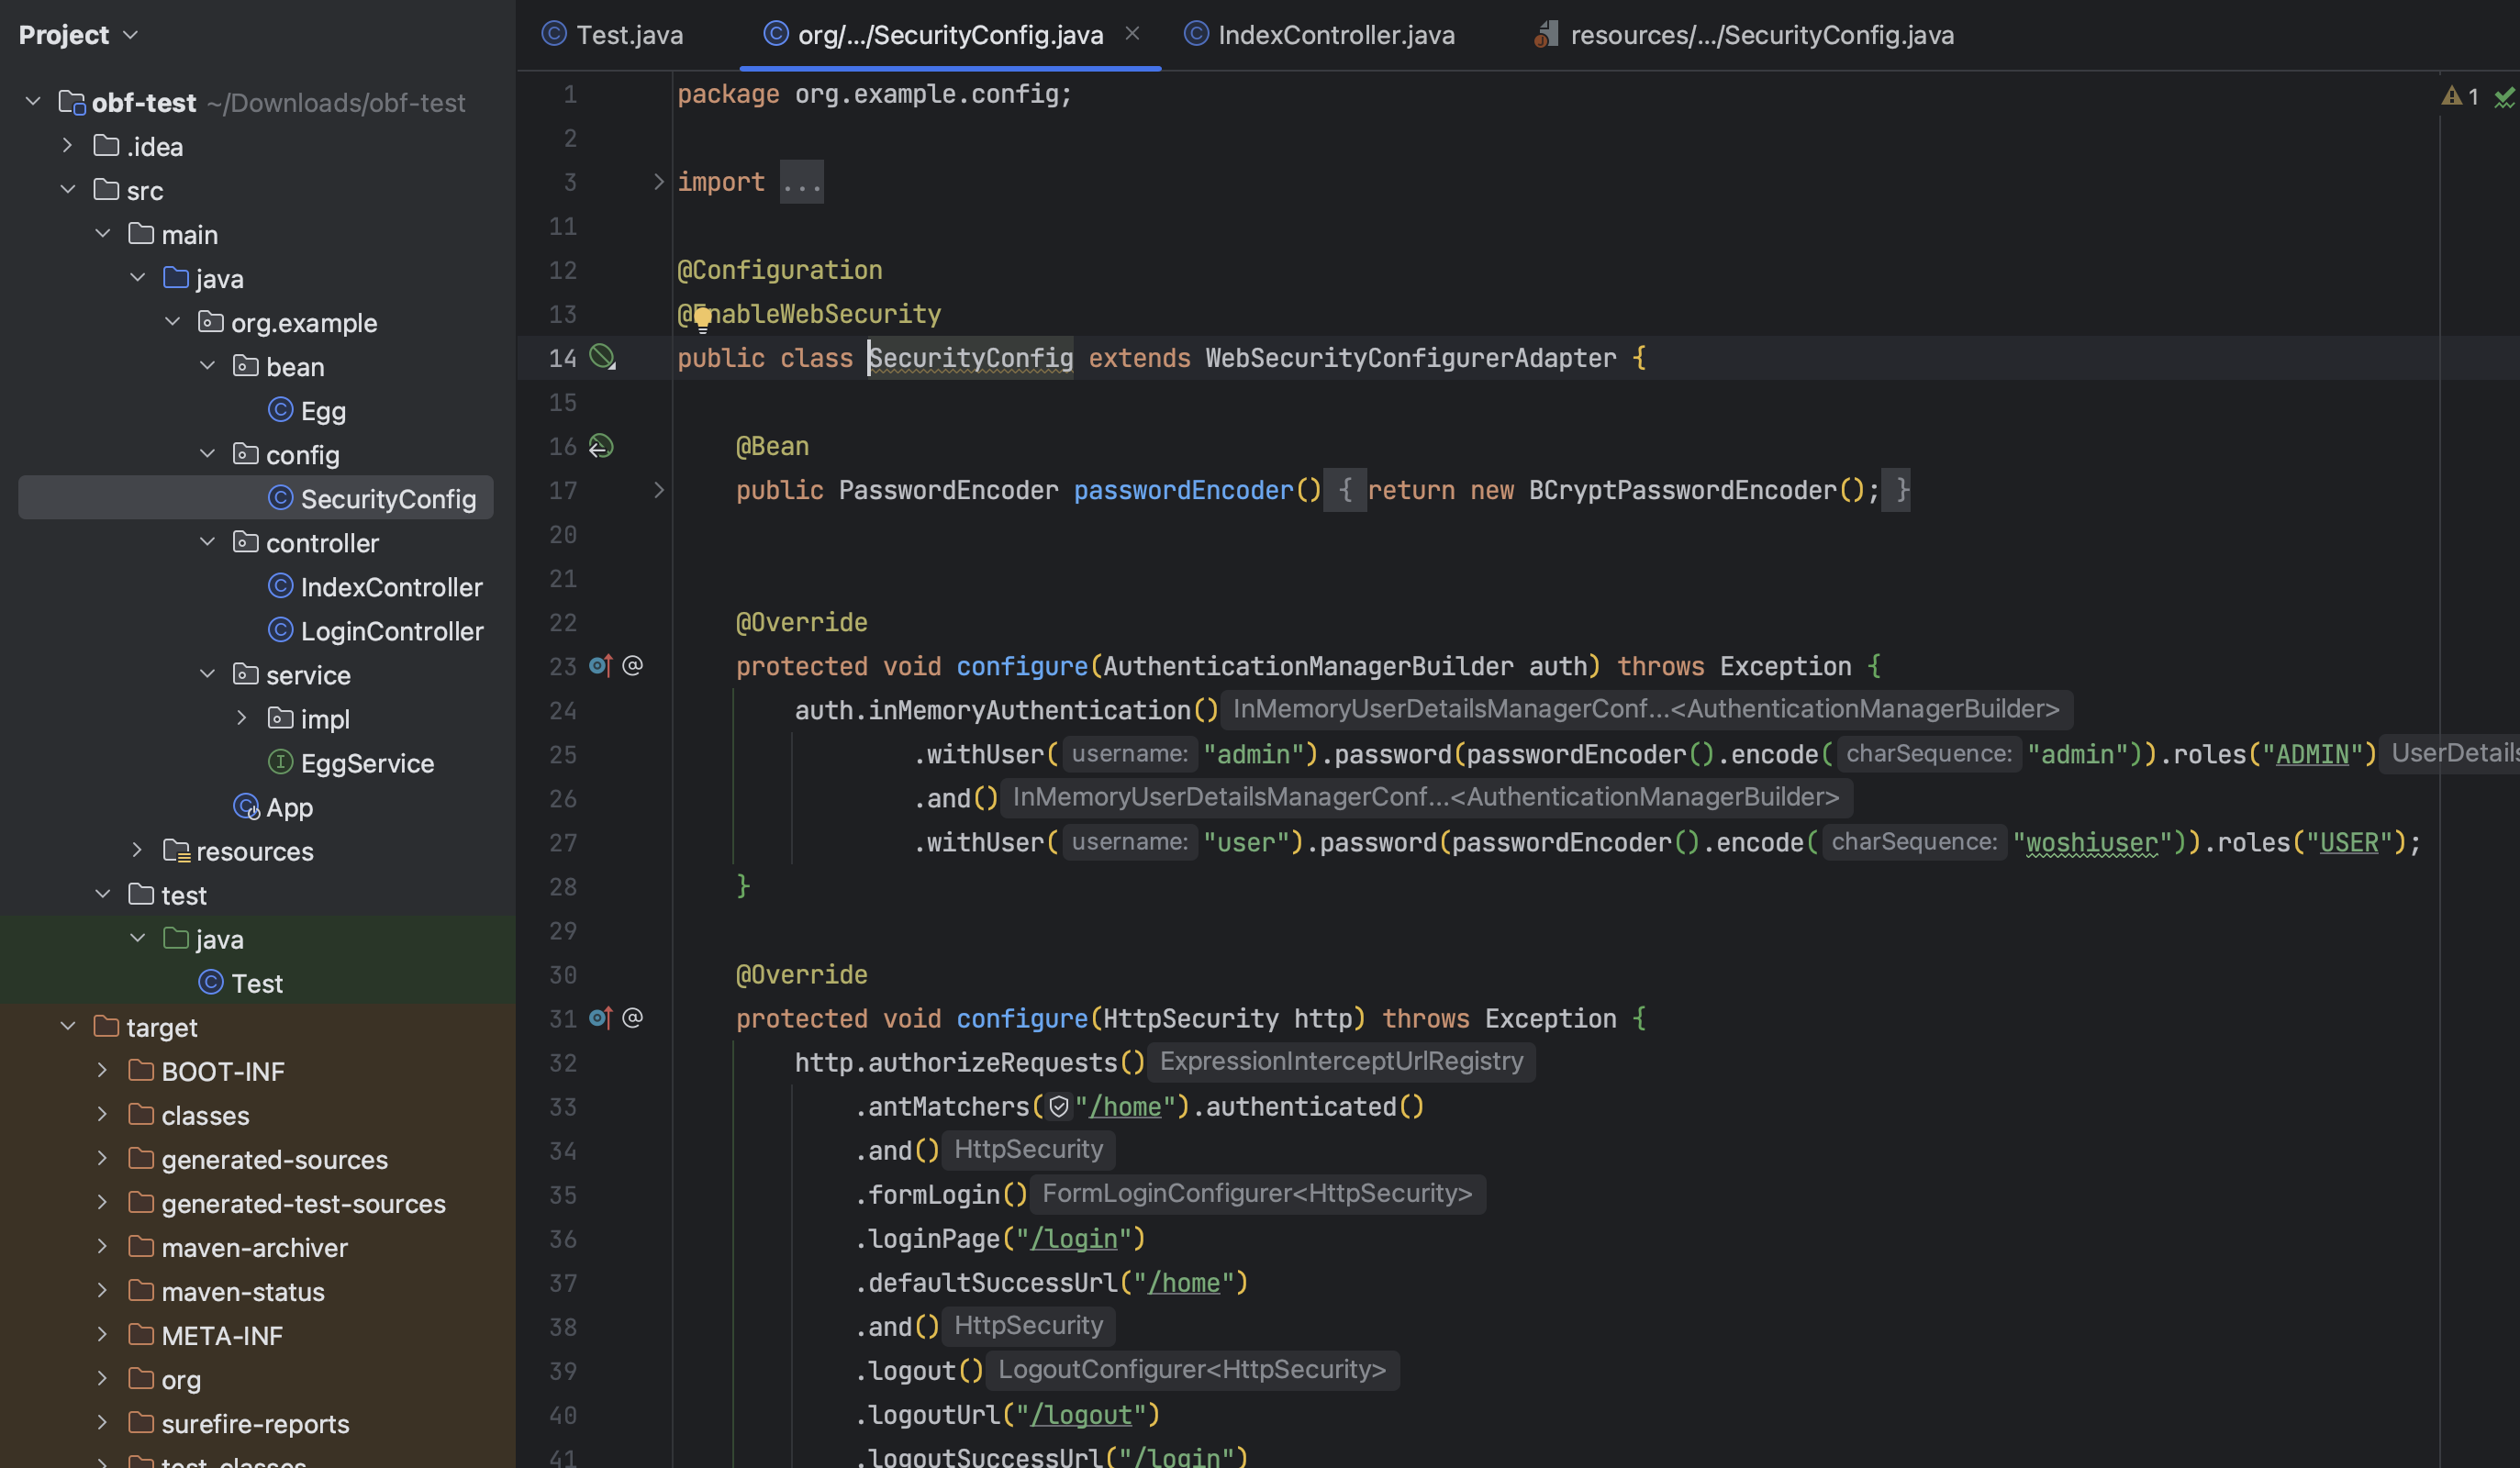 Project
obf-test ~/Downloads/obf-test
.idea
src
main
java
org.example
bean
Egg
config
SecurityConfig
controller
IndexController
LoginController
service
impl
EggService
App
resources
test
java
Test
target
BOOT-INF
classes
generated-sources
generated-test-sources
maven-archiver
maven-status
META-INF
org
surefire-reports
test-classes
Test.java org/.../SecurityConfig.java IndexController.java resources/.../SecurityConfig.java
1 package org.example.config; 1
2
3 import ...
11
12 @Configuration
13 @EnableWebSecurity
14 public class SecurityConfig extends WebSecurityConfigurerAdapter {
15
16 @Bean
17 public PasswordEncoder passwordEncoder() { return new BCryptPasswordEncoder(); }
20
21
22 @Override
23 protected void configure(AuthenticationManagerBuilder auth) throws Exception {
24 auth.inMemoryAuthentication() InMemoryUserDetailsManagerConf...<AuthenticationManagerBuilder>
25 .withUser( username: "admin").password(passwordEncoder().encode( charSequence: "admin")).roles("ADMIN") UserDetails
26 .and() InMemoryUserDetailsManagerConf...<AuthenticationManagerBuilder>
27 .withUser( username: "user").password(passwordEncoder().encode( charSequence: "woshiuser")).roles("USER");
28 }
29
30 @Override
31 protected void configure(HttpSecurity http) throws Exception {
32 http.authorizeRequests() ExpressionInterceptUrlRegistry
33 .antMatchers("/home").authenticated()
34 .and() HttpSecurity
35 .formLogin() FormLoginConfigurer<HttpSecurity>
36 .loginPage("/login")
37 .defaultSuccessUrl("/home")
38 .and() HttpSecurity
39 .logout() LogoutConfigurer<HttpSecurity>
40 .logoutUrl("/logout")
41 .logoutSuccessUrl("/login")